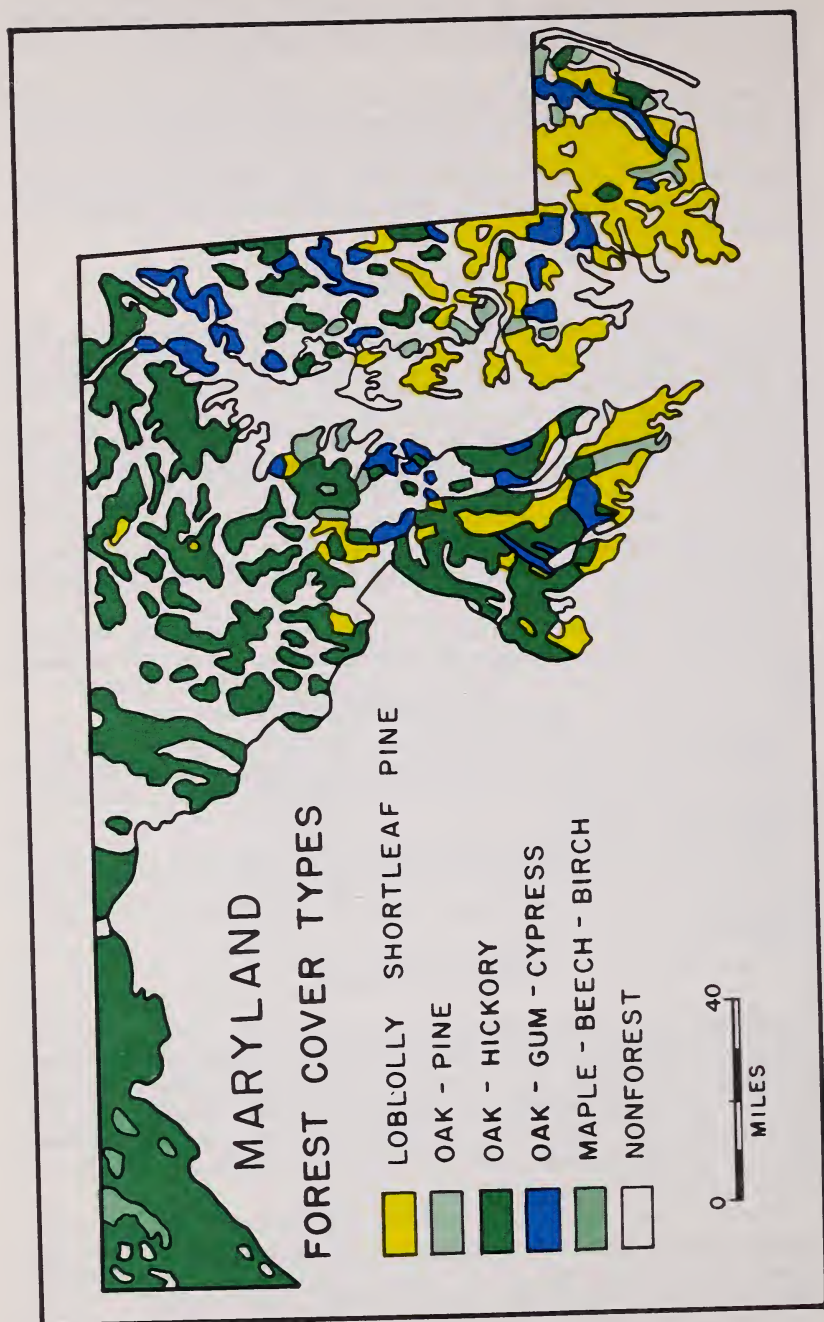 MARYLAND
FOREST COVER TYPES
LOBLOLLY SHORTLEAF PINE
OAK - PINE
OAK - HICKORY
OAK - GUM - CYPRESS
MAPLE - BEECH - BIRCH
NONFOREST
0 40
MILES